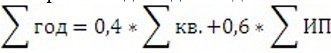 ∑ год = 0,4 * ∑ кв. +0,6 * ∑ ИП